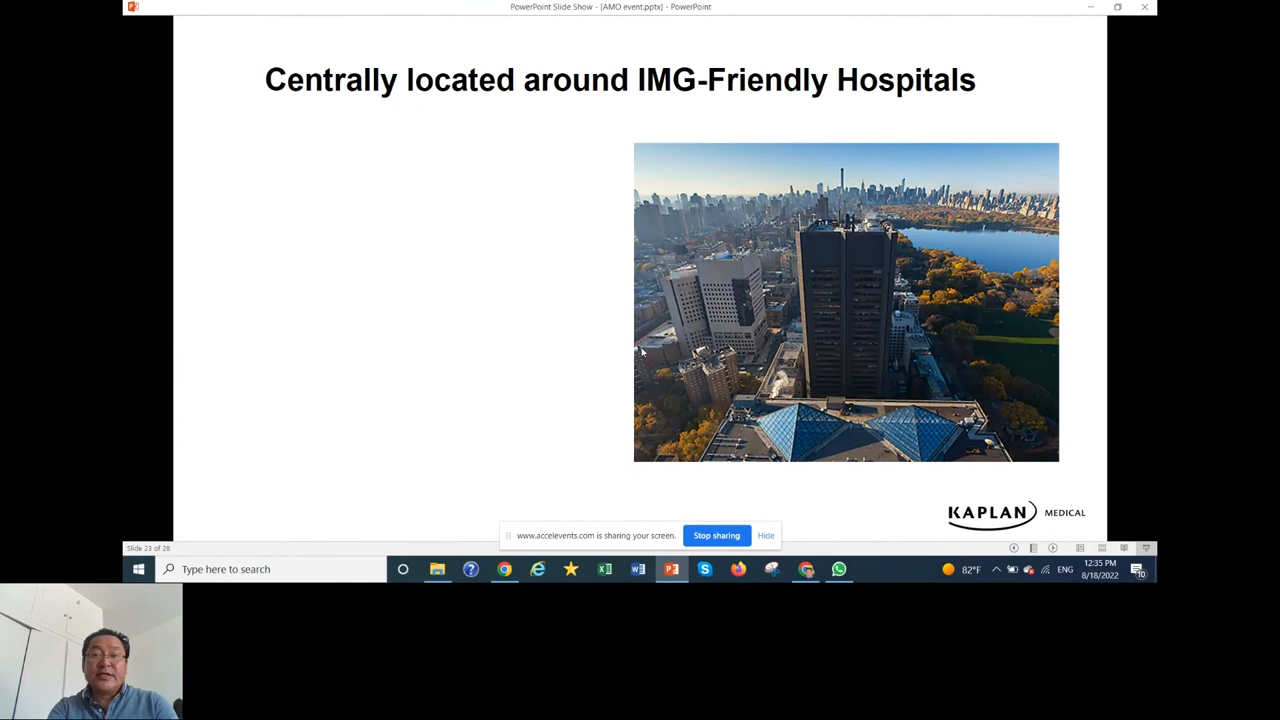 PowerPoint Slide Show - [AMO event.pptx] - PowerPoint
Centrally located around IMG-Friendly Hospitals
KAPLAN MEDICAL
www.accelevents.com is sharing your screen.
Stop sharing
Hide
Slide 23 of 28
Type here to search
82°F
ENG
12:35 PM
8/18/2022
10